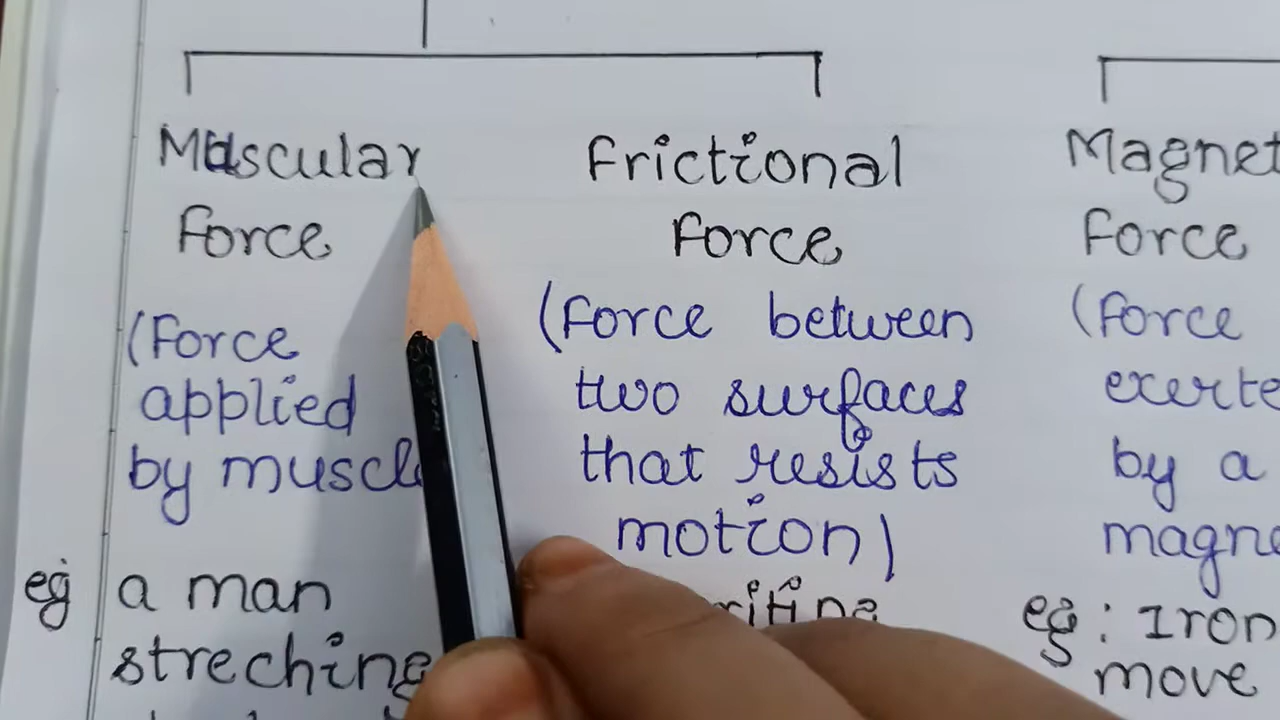 Muscular
Force
(Force
applied
by muscle
eg a man
streching
Frictional
Force
(Force between
two surfaces
that resists
motion)
Magnet
Force
(Force
exerte
by a
magne
eg: Iron
move